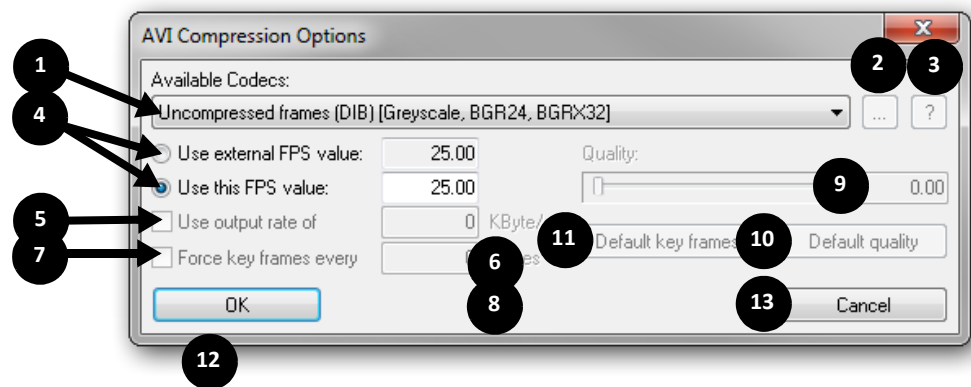 AVI Compression Options
1
2
3
Available Codecs:
Uncompressed frames (DIB) [Greyscale, BGR24, BGRX32]
...
?
4
Use external FPS value: 25.00 Quality:
Use this FPS value: 25.00 9 0.00
5 Use output rate of 0 KByte/
11 Default key frames 10 Default quality
7 Force key frames every 6
OK 8 13 Cancel
12